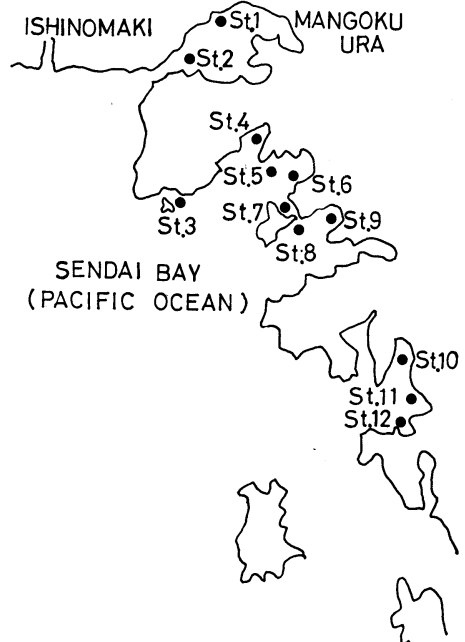 ISHINOMAKI
St.1
MANGOKU
URA
St.2
St.4
St.5
St.6
St.3
St.7
St.9
St.8
SENDAI BAY
(PACIFIC OCEAN)
St.10
St.11
St.12